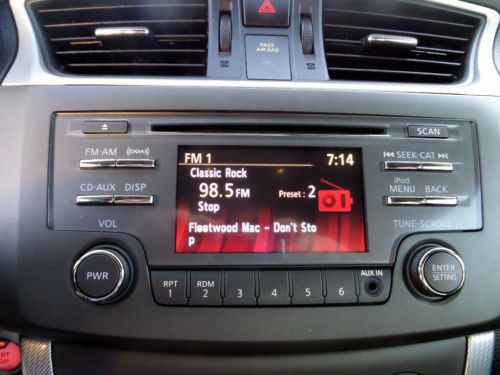 PASS
AIR BAG
SCAN
FM·AM
CD·AUX DISP
VOL
PWR
FM 1 7:14
Classic Rock
98.5 FM Preset : 2
Stop
Fleetwood Mac - Don't Sto
p
SEEK·CAT
iPod
MENU BACK
TUNE·SCROLL
ENTER
SETTING
RPT RDM
1 2 3 4 5 6
AUX IN
STOP